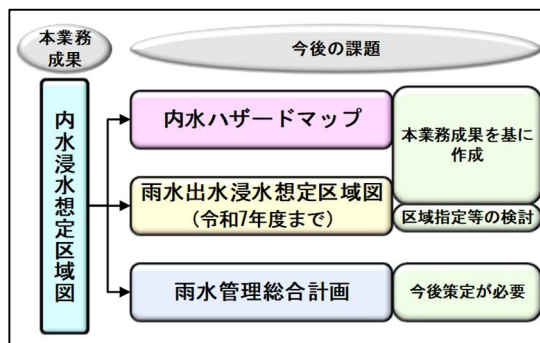 本業務
成果
今後の課題
内水浸水想定区域図
内水ハザードマップ
本業務成果を基に
作成
雨水出水浸水想定区域図
(令和7年度まで)
区域指定等の検討
雨水管理総合計画
今後策定が必要